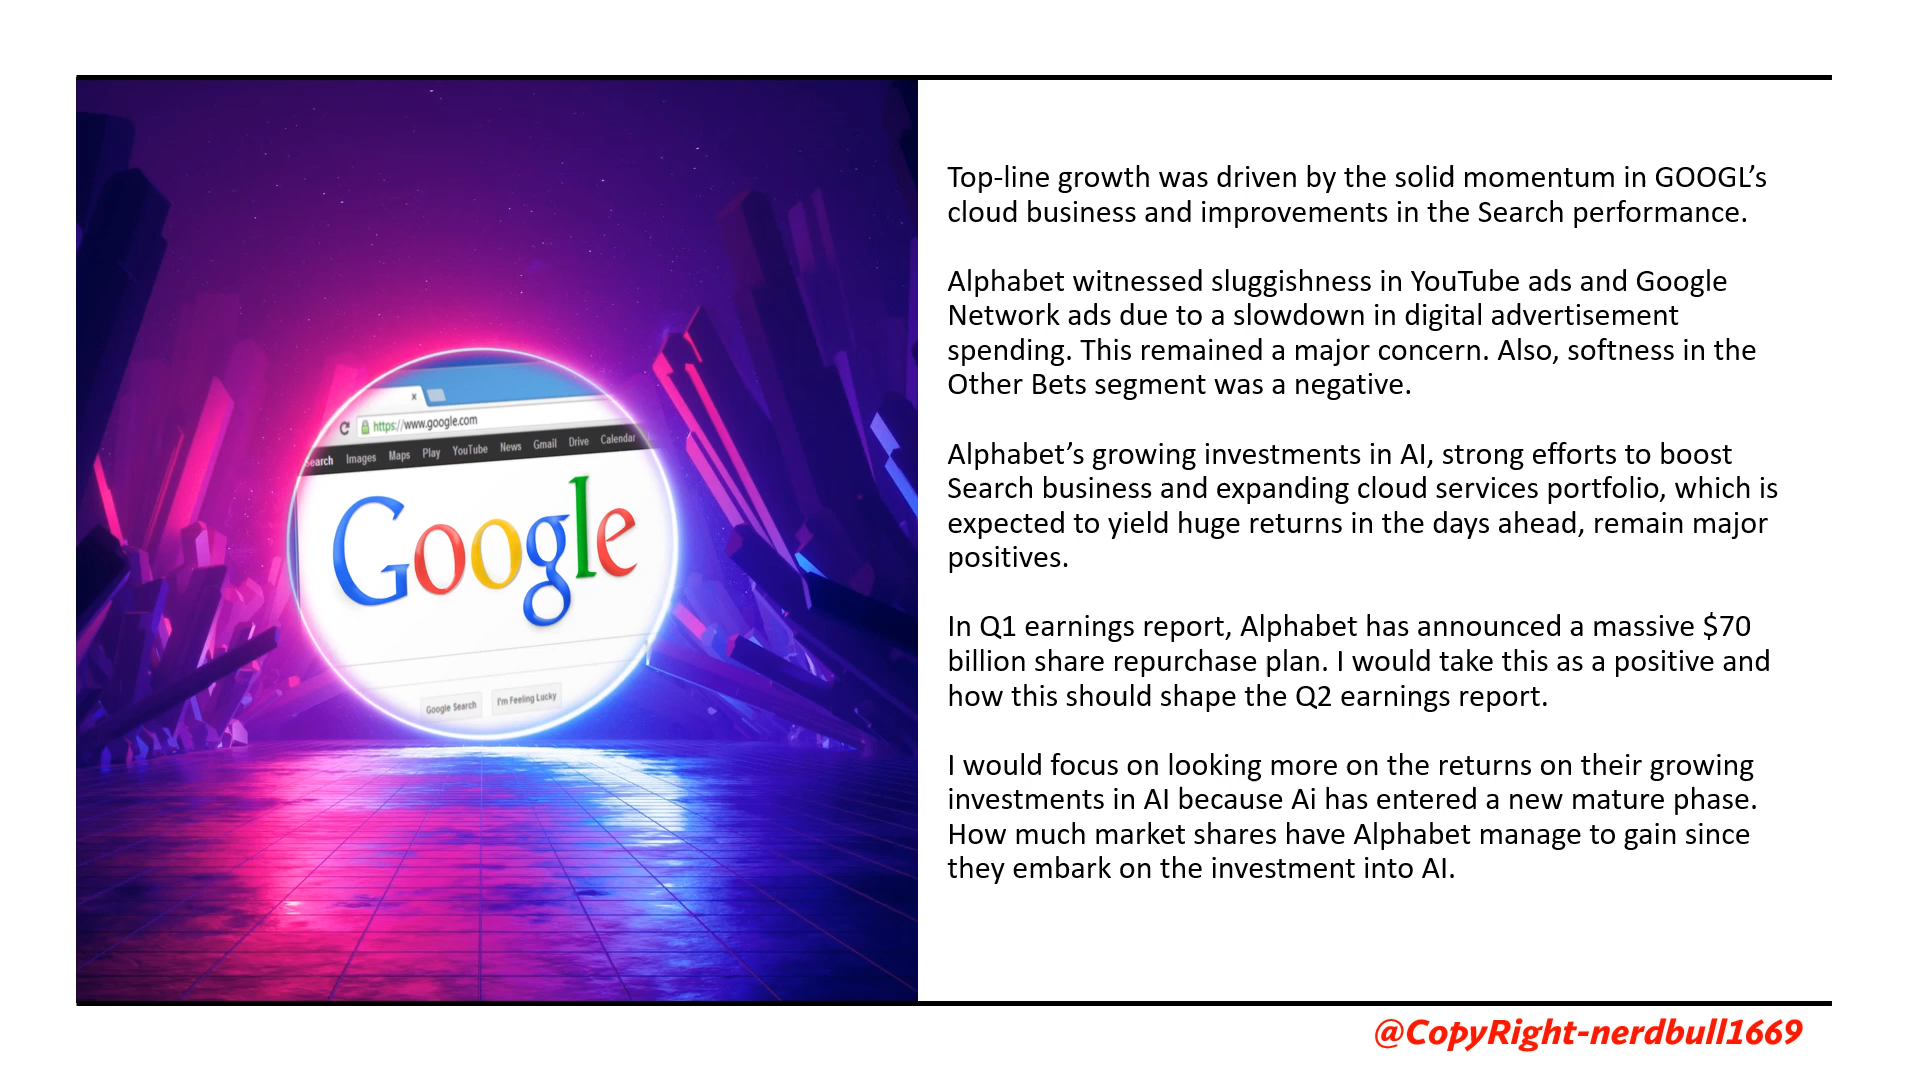 https://www.google.com
Search Images Maps Play YouTube News Gmail Drive Calendar
Google
Google Search I'm Feeling Lucky
Top-line growth was driven by the solid momentum in GOOGL’s
cloud business and improvements in the Search performance.
Alphabet witnessed sluggishness in YouTube ads and Google
Network ads due to a slowdown in digital advertisement
spending. This remained a major concern. Also, softness in the
Other Bets segment was a negative.
Alphabet’s growing investments in AI, strong efforts to boost
Search business and expanding cloud services portfolio, which is
expected to yield huge returns in the days ahead, remain major
positives.
In Q1 earnings report, Alphabet has announced a massive $70
billion share repurchase plan. I would take this as a positive and
how this should shape the Q2 earnings report.
I would focus on looking more on the returns on their growing
investments in AI because Ai has entered a new mature phase.
How much market shares have Alphabet manage to gain since
they embark on the investment into AI.
@CopyRight-nerdbull1669